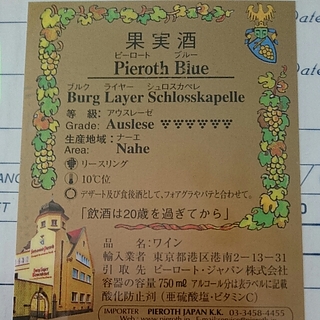 果実酒
ピーロート ブルー
Pieroth Blue
ブルク ライヤー シュロスカペレ
Burg Layer Schlosskapelle
等 級: アウスレーゼ
Grade: Auslese
生産地域: ナーエ
Area: Nahe
リースリング
10℃位
デザート及び食後酒として、フォアグラやパテと合わせて。
「飲酒は20歳を過ぎてから」
品 名:ワイン
輸入業者 東京都港区港南2-13-31
引 取 先 ピーロート・ジャパン株式会社
容器の容量 750㎖ アルコール分は表ラベルに記載
酸化防止剤(亜硫酸塩・ビタミンC)
IMPORTER PIEROTH JAPAN K.K. 03-3458-4455